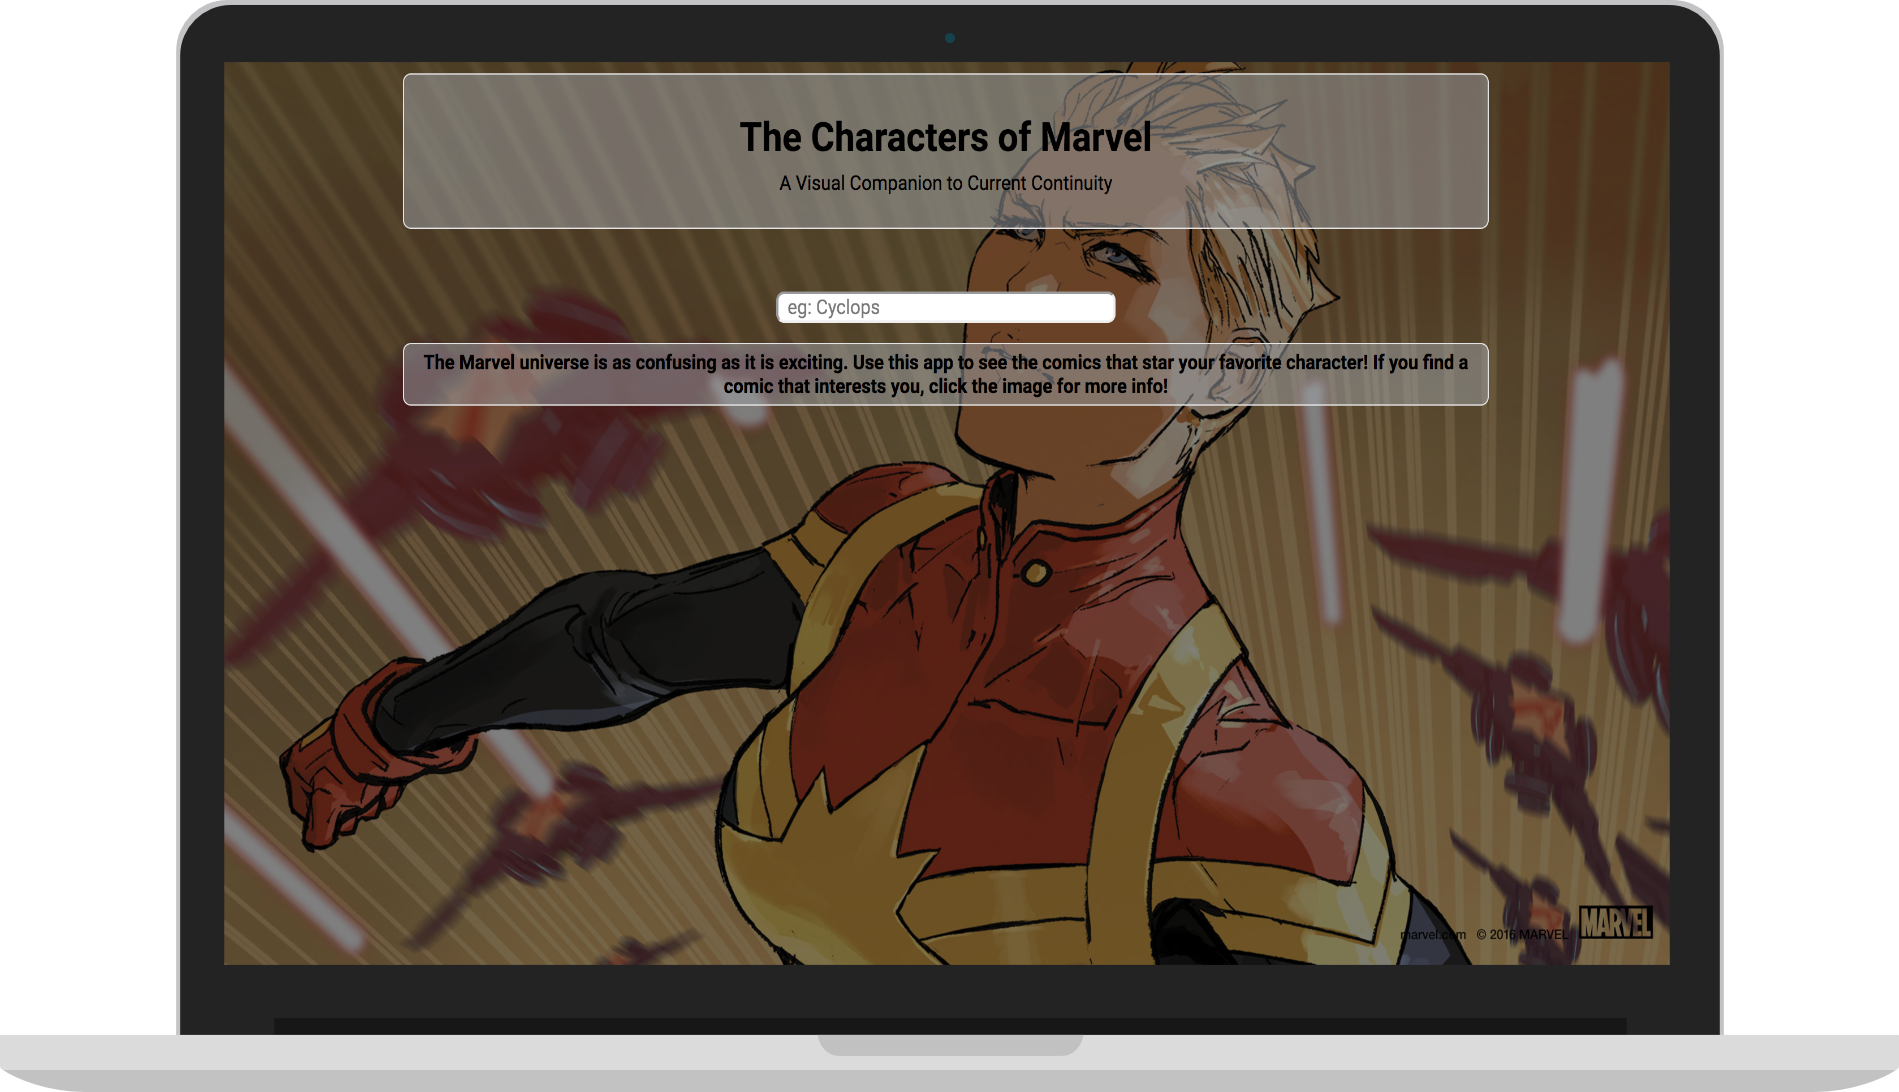 The Characters of Marvel
A Visual Companion to Current Continuity
eg: Cyclops
The Marvel universe is as confusing as it is exciting. Use this app to see the comics that star your favorite character! If you find a
comic that interests you, click the image for more info!
marvel.com © 2016 MARVEL MARVEL